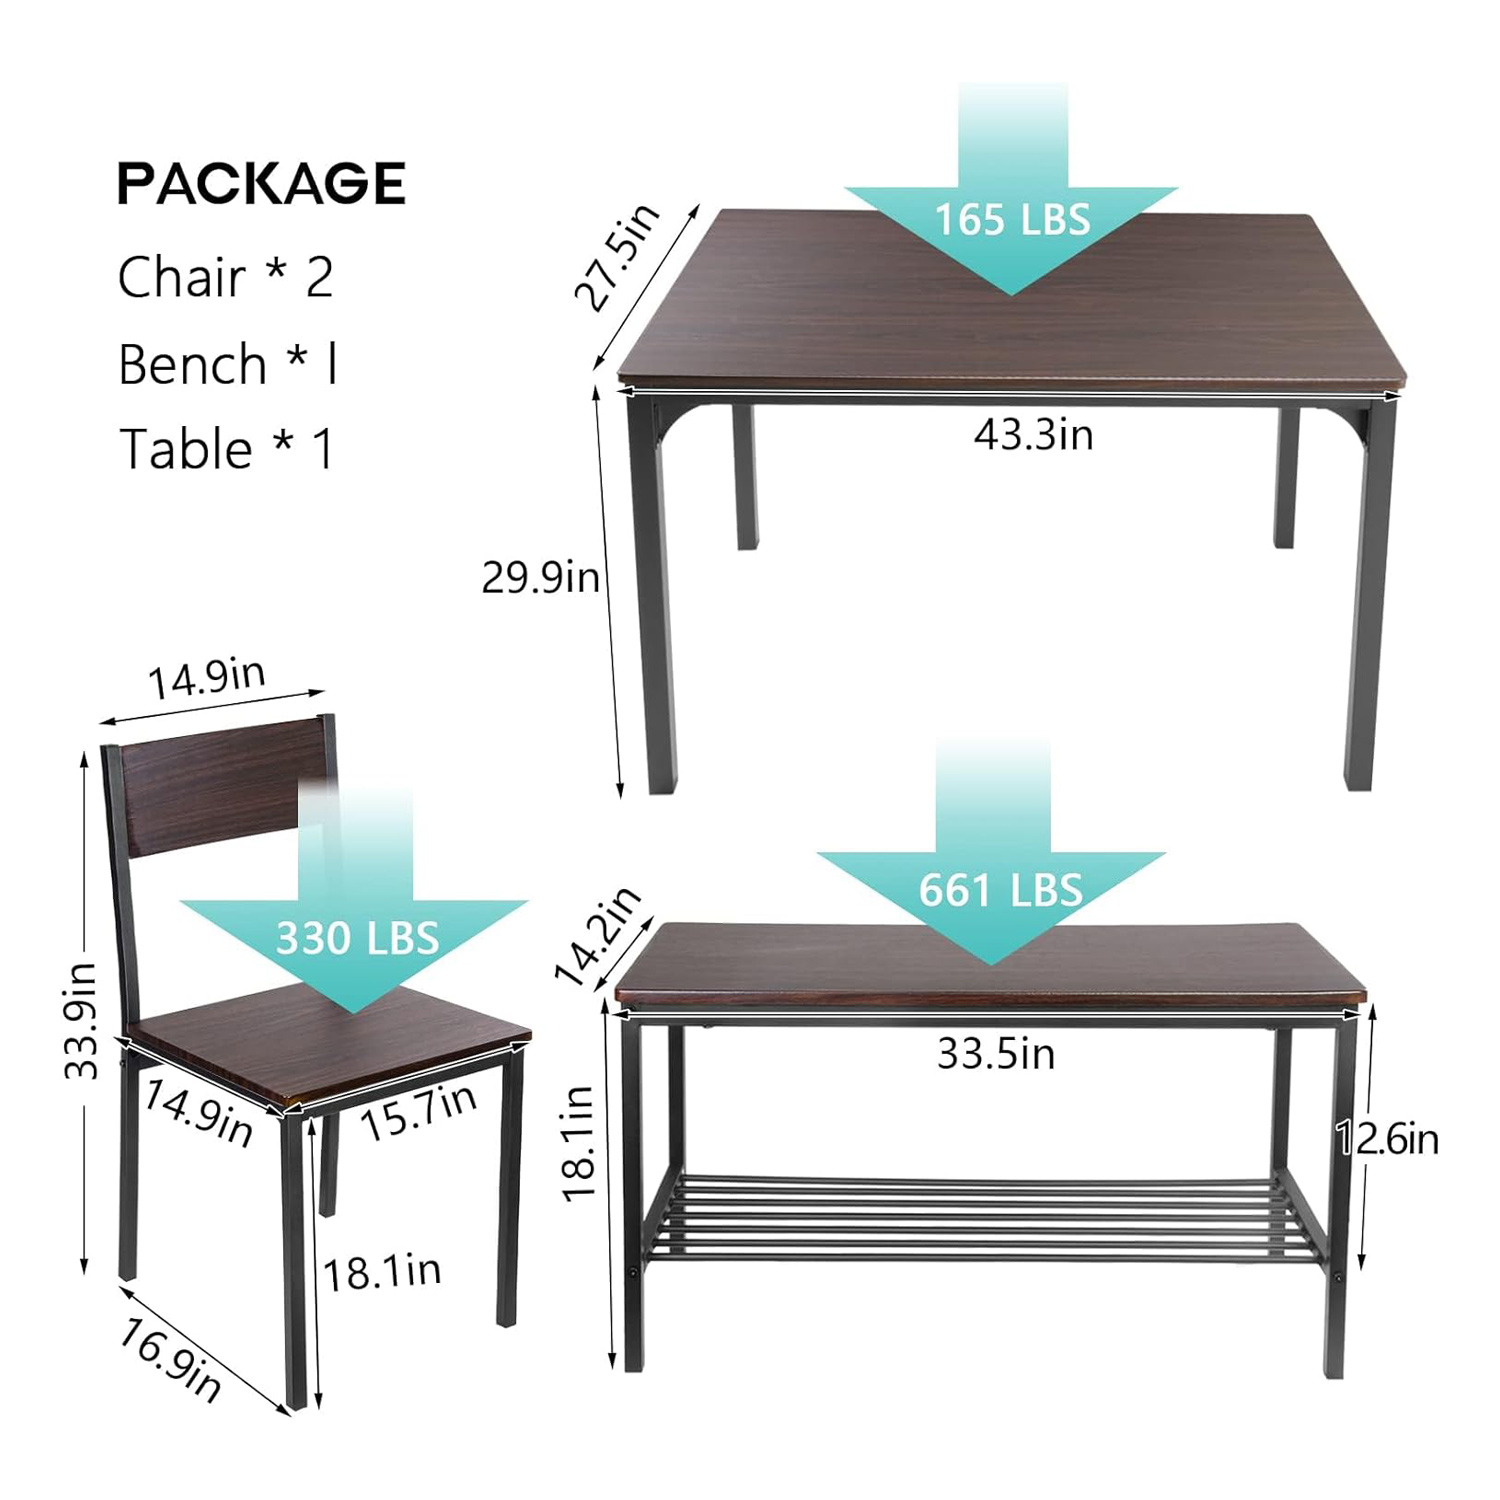 PACKAGE
Chair * 2
Bench * l
Table * 1
165 LBS
27.5in
43.3in
29.9in
14.9in
330 LBS
33.9in
14.9in
15.7in
18.1in
16.9in
661 LBS
14.2in
33.5in
18.1in
12.6in